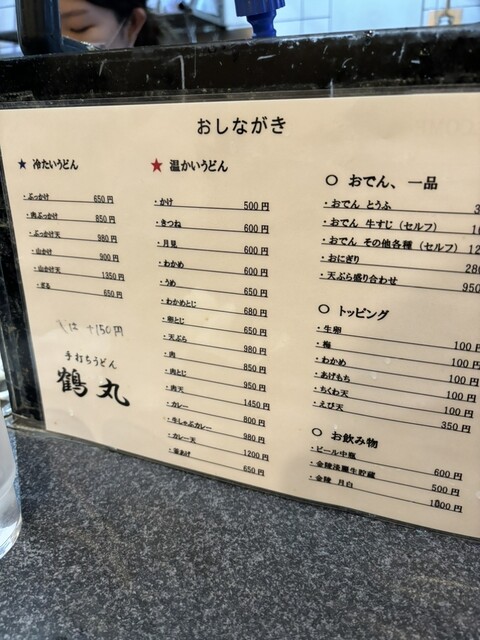 おしながき
★ 冷たいうどん
・ぶっかけ 650円
・肉ぶっかけ 850円
・ぶっかけ天 980円
・山かけ 900円
・山かけ天 1350円
・ざる 650円
は +150円
手打ちうどん
鶴丸
★ 温かいうどん
・かけ 500円
・きつね 600円
・月見 600円
・わかめ 600円
・うめ 650円
・わかめとじ 680円
・卵とじ 650円
・天ぷら 980円
・肉 850円
・肉とじ 950円
・肉天 1450円
・カレー 800円
・牛しゃぶカレー 980円
・カレー天 1200円
・釜あげ 650円
○ おでん、一品
・おでん とうふ
・おでん 牛すじ（セルフ）
・おでん その他各種（セルフ）
・おにぎり
・天ぷら盛り合わせ 950
○ トッピング
・生卵 100円
・梅 100円
・わかめ 100円
・あげもち 100円
・ちくわ天 100円
・えび天 350円
○ お飲み物
・ビール中瓶 600円
・金陵淡麗生貯蔵 500円
・金陵 月白 1000円